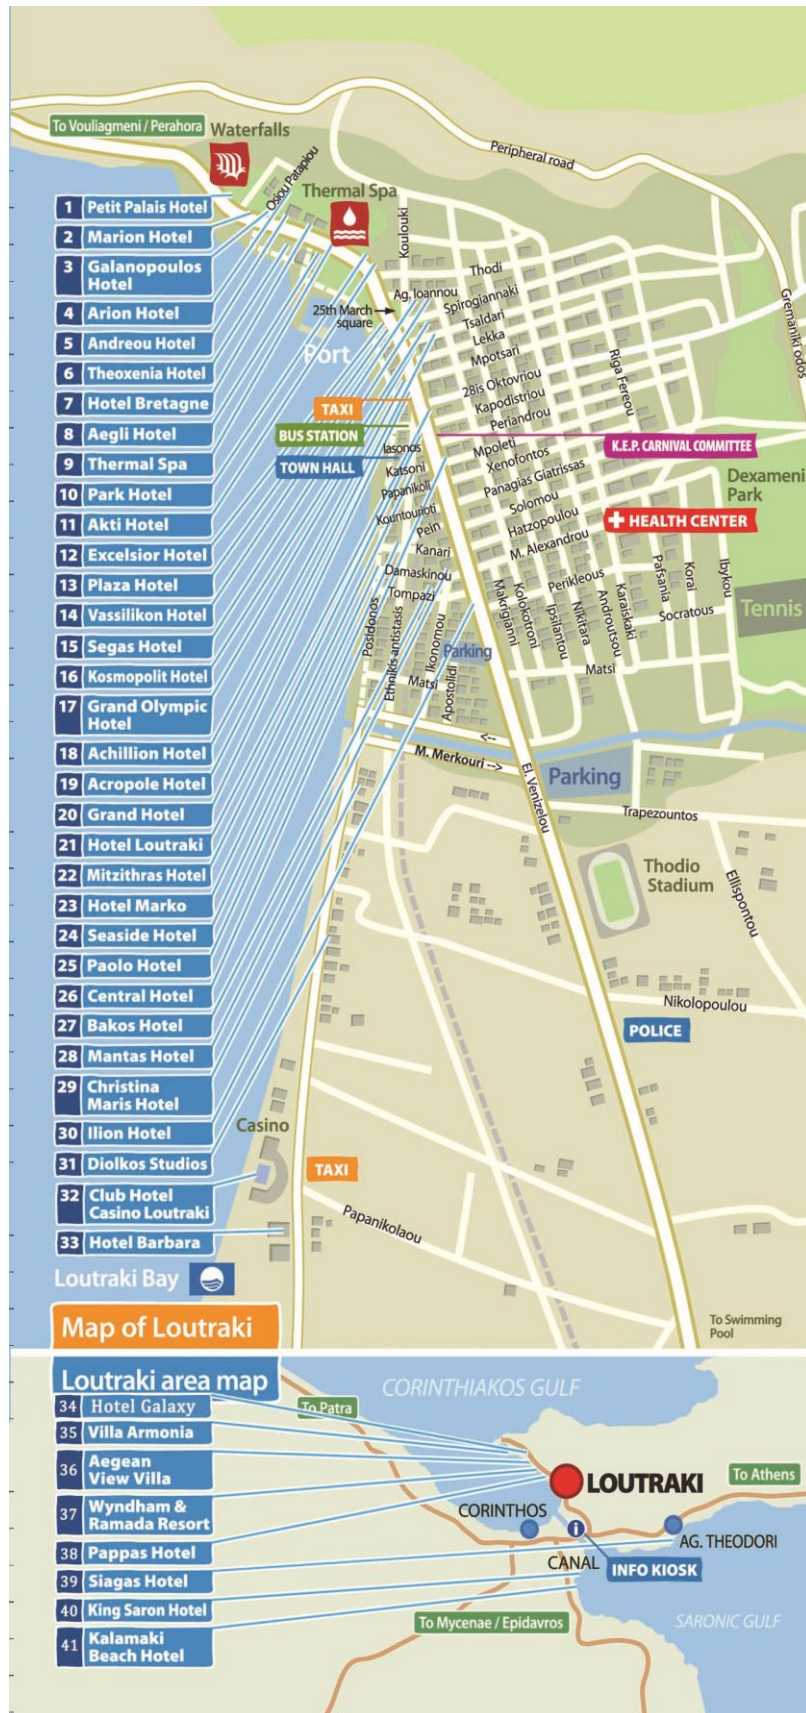 To Vouliagmeni / Perahora
Waterfalls
Peripheral road
Osiou Patapiou
Thermal Spa
Koulouki
Gremaniki odos
1 Petit Palais Hotel
2 Marion Hotel
3 Galanopoulos
Hotel
4 Arion Hotel
5 Andreou Hotel
6 Theoxenia Hotel
7 Hotel Bretagne
8 Aegli Hotel
9 Thermal Spa
10 Park Hotel
11 Akti Hotel
12 Excelsior Hotel
13 Plaza Hotel
14 Vassilikon Hotel
15 Segas Hotel
16 Kosmopolit Hotel
17 Grand Olympic
Hotel
18 Achillion Hotel
19 Acropole Hotel
20 Grand Hotel
21 Hotel Loutraki
22 Mitzithras Hotel
23 Hotel Marko
24 Seaside Hotel
25 Paolo Hotel
26 Central Hotel
27 Bakos Hotel
28 Mantas Hotel
29 Christina
Maris Hotel
30 Ilion Hotel
31 Diolkos Studios
32 Club Hotel
Casino Loutraki
33 Hotel Barbara
Thodi
Ag. Ioannou
Spirogiannaki
25th March
square
Tsaldari
Lekka
Port
Mpotsari
Riga Fereou
28is Oktovriou
Kapodistriou
TAXI
Periandrou
BUS STATION
K.E.P. CARNIVAL COMMITTEE
Iasonos
Mpoleti
TOWN HALL
Xenofontos
Katsoni
Panagias Giatrissas
Dexameni
Park
Papanikoli
Solomou
Kountourioti
Hatzopoulou
HEALTH CENTER
Pein
M. Alexandrou
Kanari
Damaskinou
Perikleous
Pafsania
Korai
Ibykou
Tompazi
Makrigianni
Kolokotroni
Ipsilantou
Nikitara
Androutsou
Karaiskaki
Socratous
Tennis
Posidonos
Ethnikis antistasis
Ikonomou
Parking
Matsi
Apostolidi
Matsi
<--
M. Merkouri -->
El. Venizelou
Parking
Trapezountos
Thodio
Stadium
Ellispontou
Nikolopoulou
POLICE
Casino
TAXI
Papanikolaou
Loutraki Bay
Map of Loutraki
To Swimming
Pool
Loutraki area map
34 Hotel Galaxy
35 Villa Armonia
36 Aegean
View Villa
37 Wyndham &
Ramada Resort
38 Pappas Hotel
39 Siagas Hotel
40 King Saron Hotel
41 Kalamaki
Beach Hotel
CORINTHIAKOS GULF
To Patra
LOUTRAKI
To Athens
CORINTHOS
i
AG. THEODORI
CANAL
INFO KIOSK
To Mycenae / Epidavros
SARONIC GULF